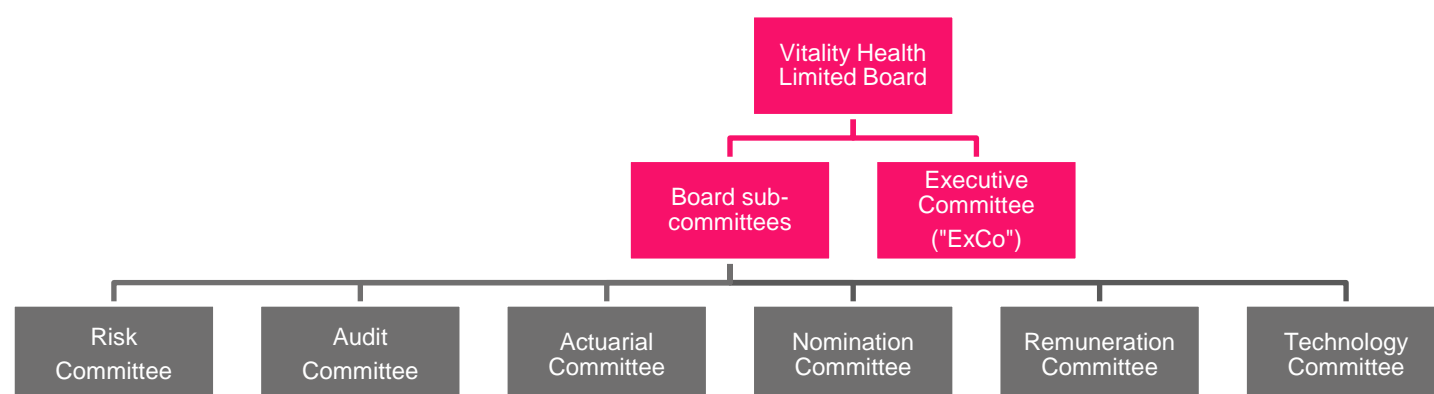 Vitality Health
Limited Board
Board sub-
committees
Executive
Committee
("ExCo")
Risk
Committee
Audit
Committee
Actuarial
Committee
Nomination
Committee
Remuneration
Committee
Technology
Committee